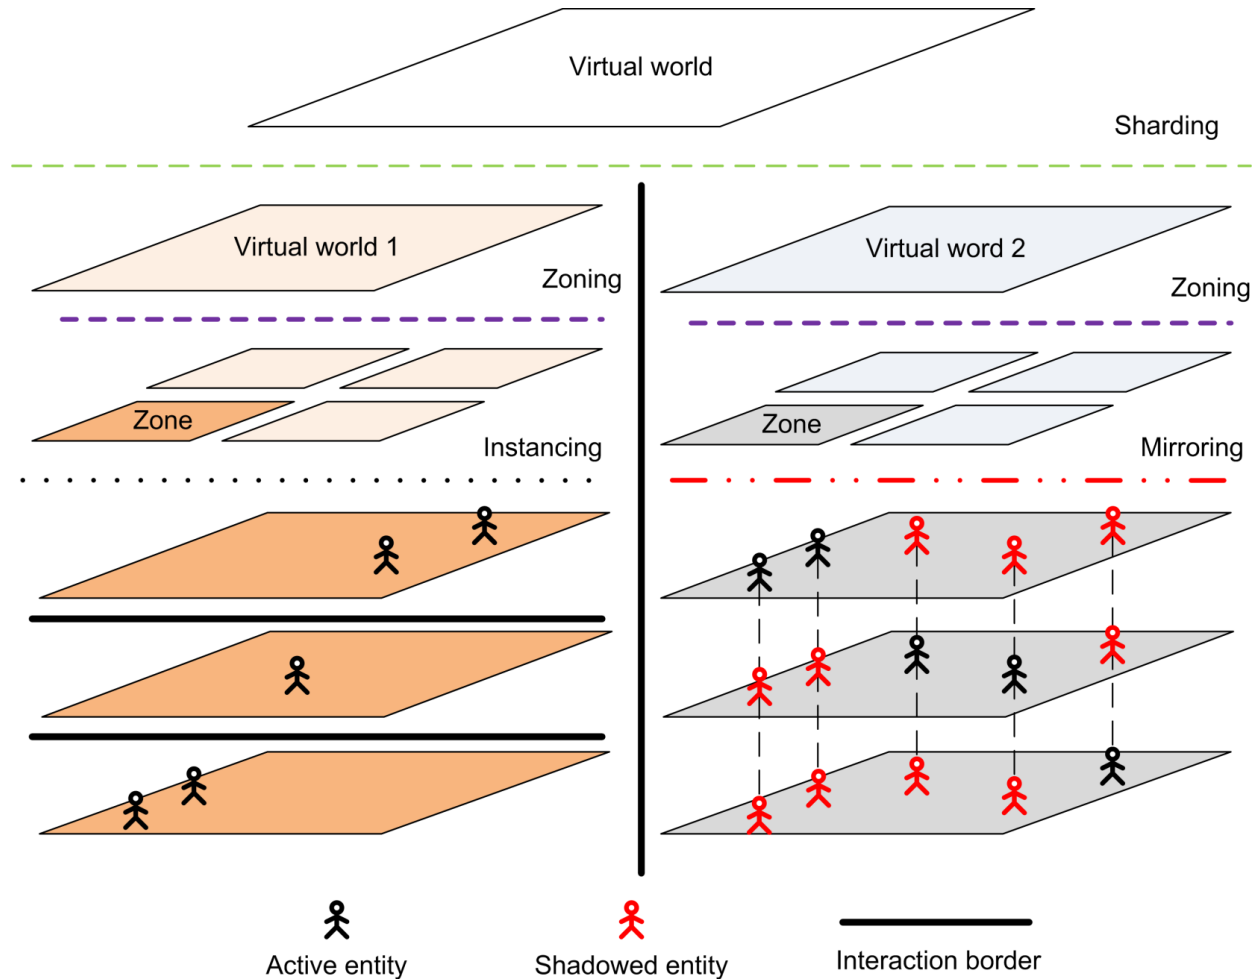 Virtual world
Sharding
Virtual world 1
Virtual word 2
Zoning
Zoning
Zone
Zone
Instancing
Mirroring
Active entity
Shadowed entity
Interaction border